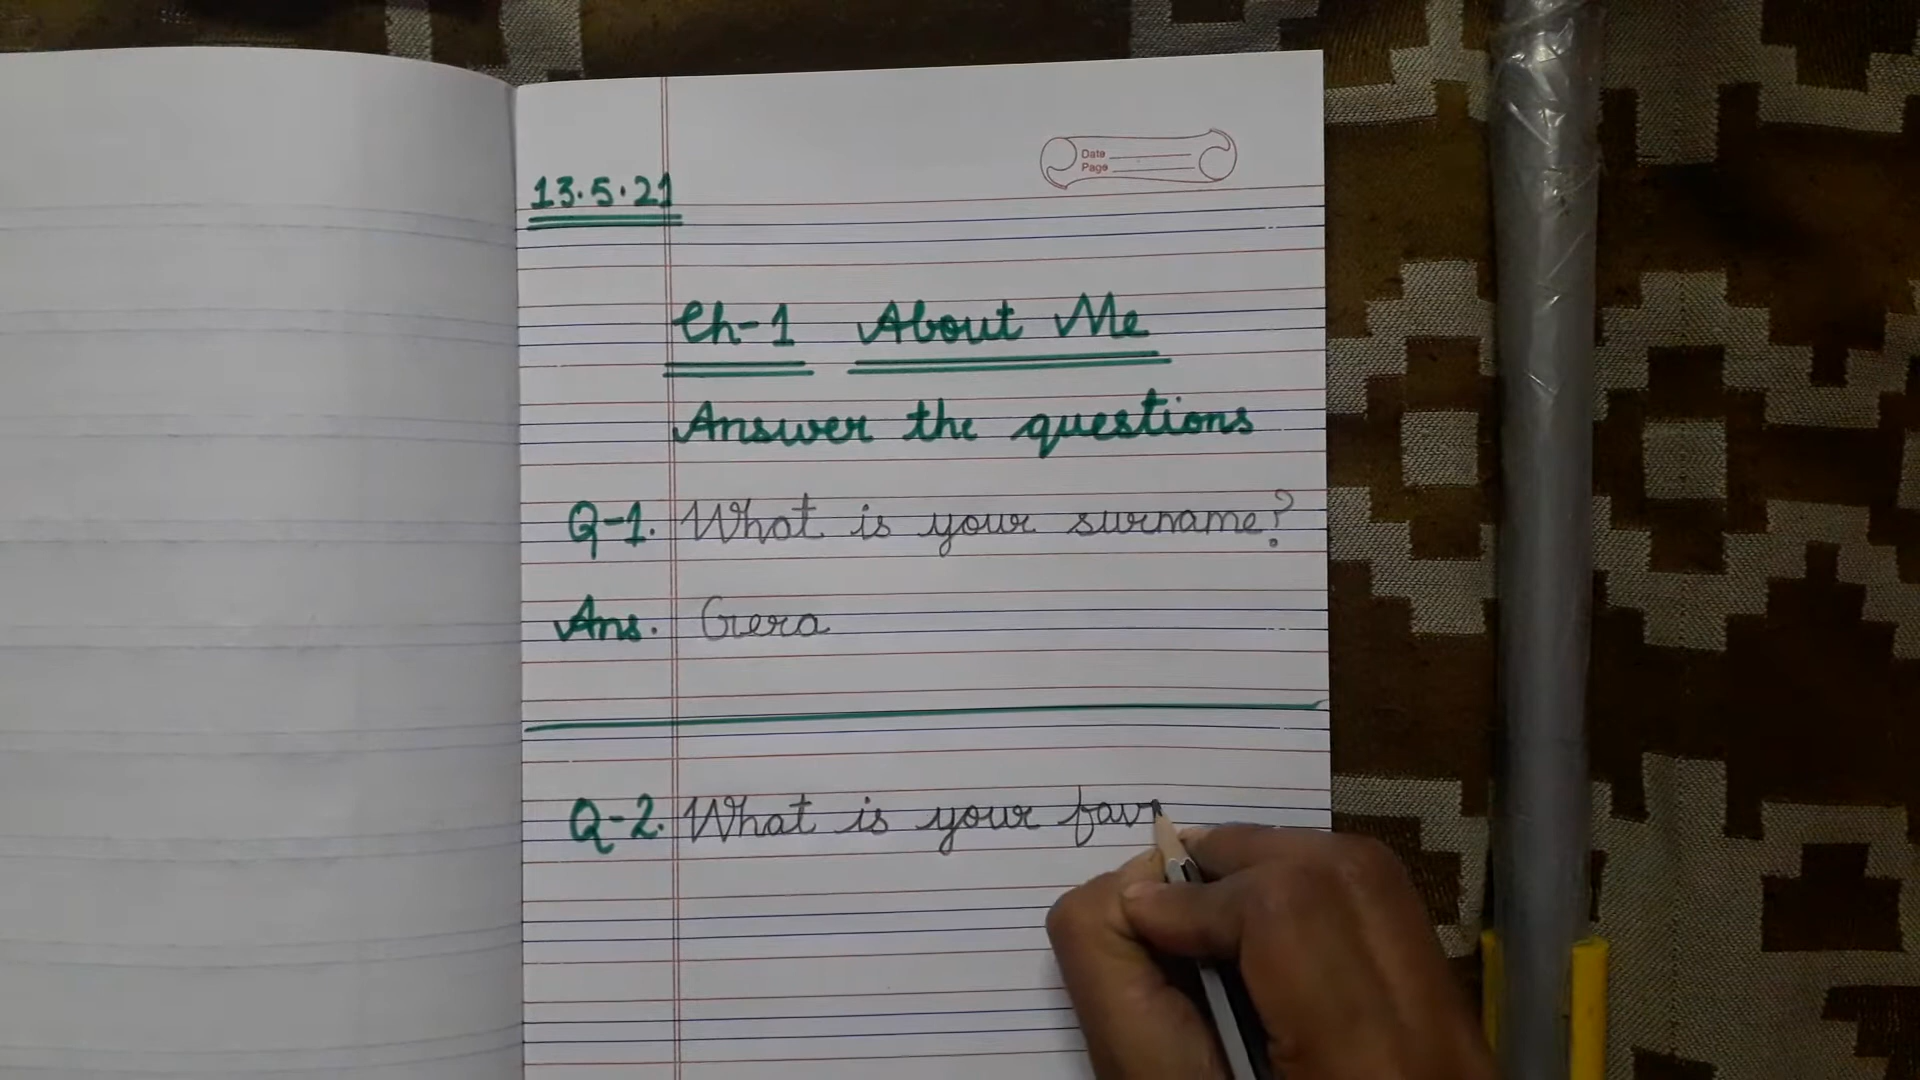 Date
Page
13.5.21
Ch-1 About Me
Answer the questions
Q-1. What is your surname?
Ans. Gera
Q-2. What is your fav